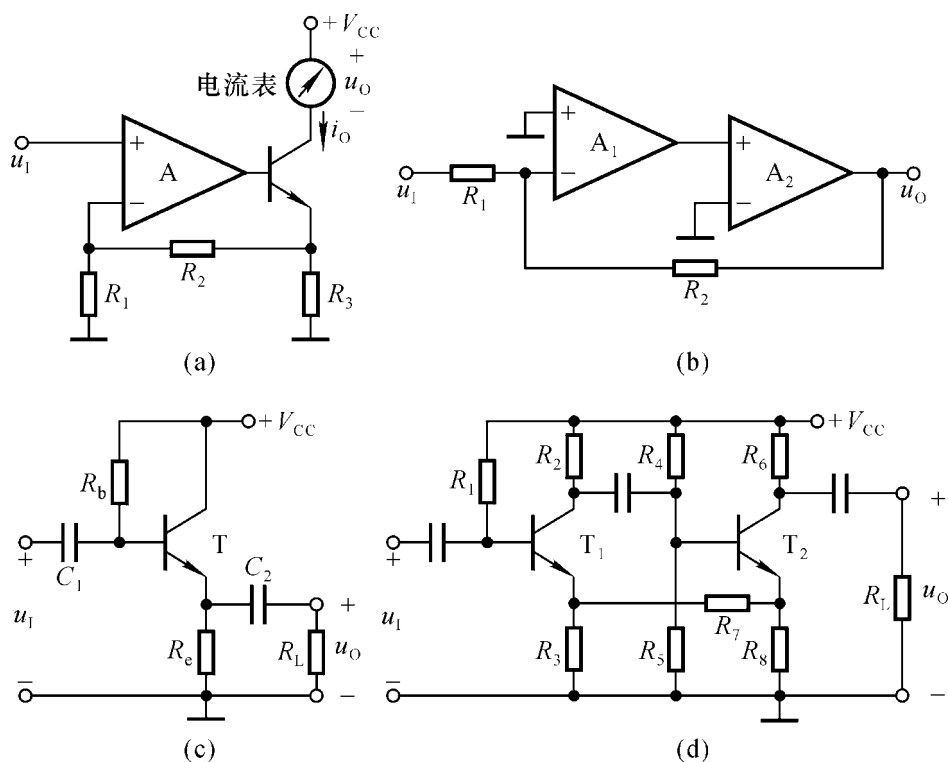 +V_CC
+
电流表
u_O
−
i_O
u_I
+
A
−
R_2
R_1
R_3
(a)
+
A_1
−
+
A_2
−
u_I
R_1
u_O
R_2
(b)
+V_CC
R_b
T
+
C_1
C_2
+
u_I
R_e
R_L
u_O
−
−
(c)
+V_CC
R_2
R_4
R_6
R_1
+
T_1
T_2
+
u_I
R_7
R_L
u_O
R_3
R_5
R_8
−
−
(d)